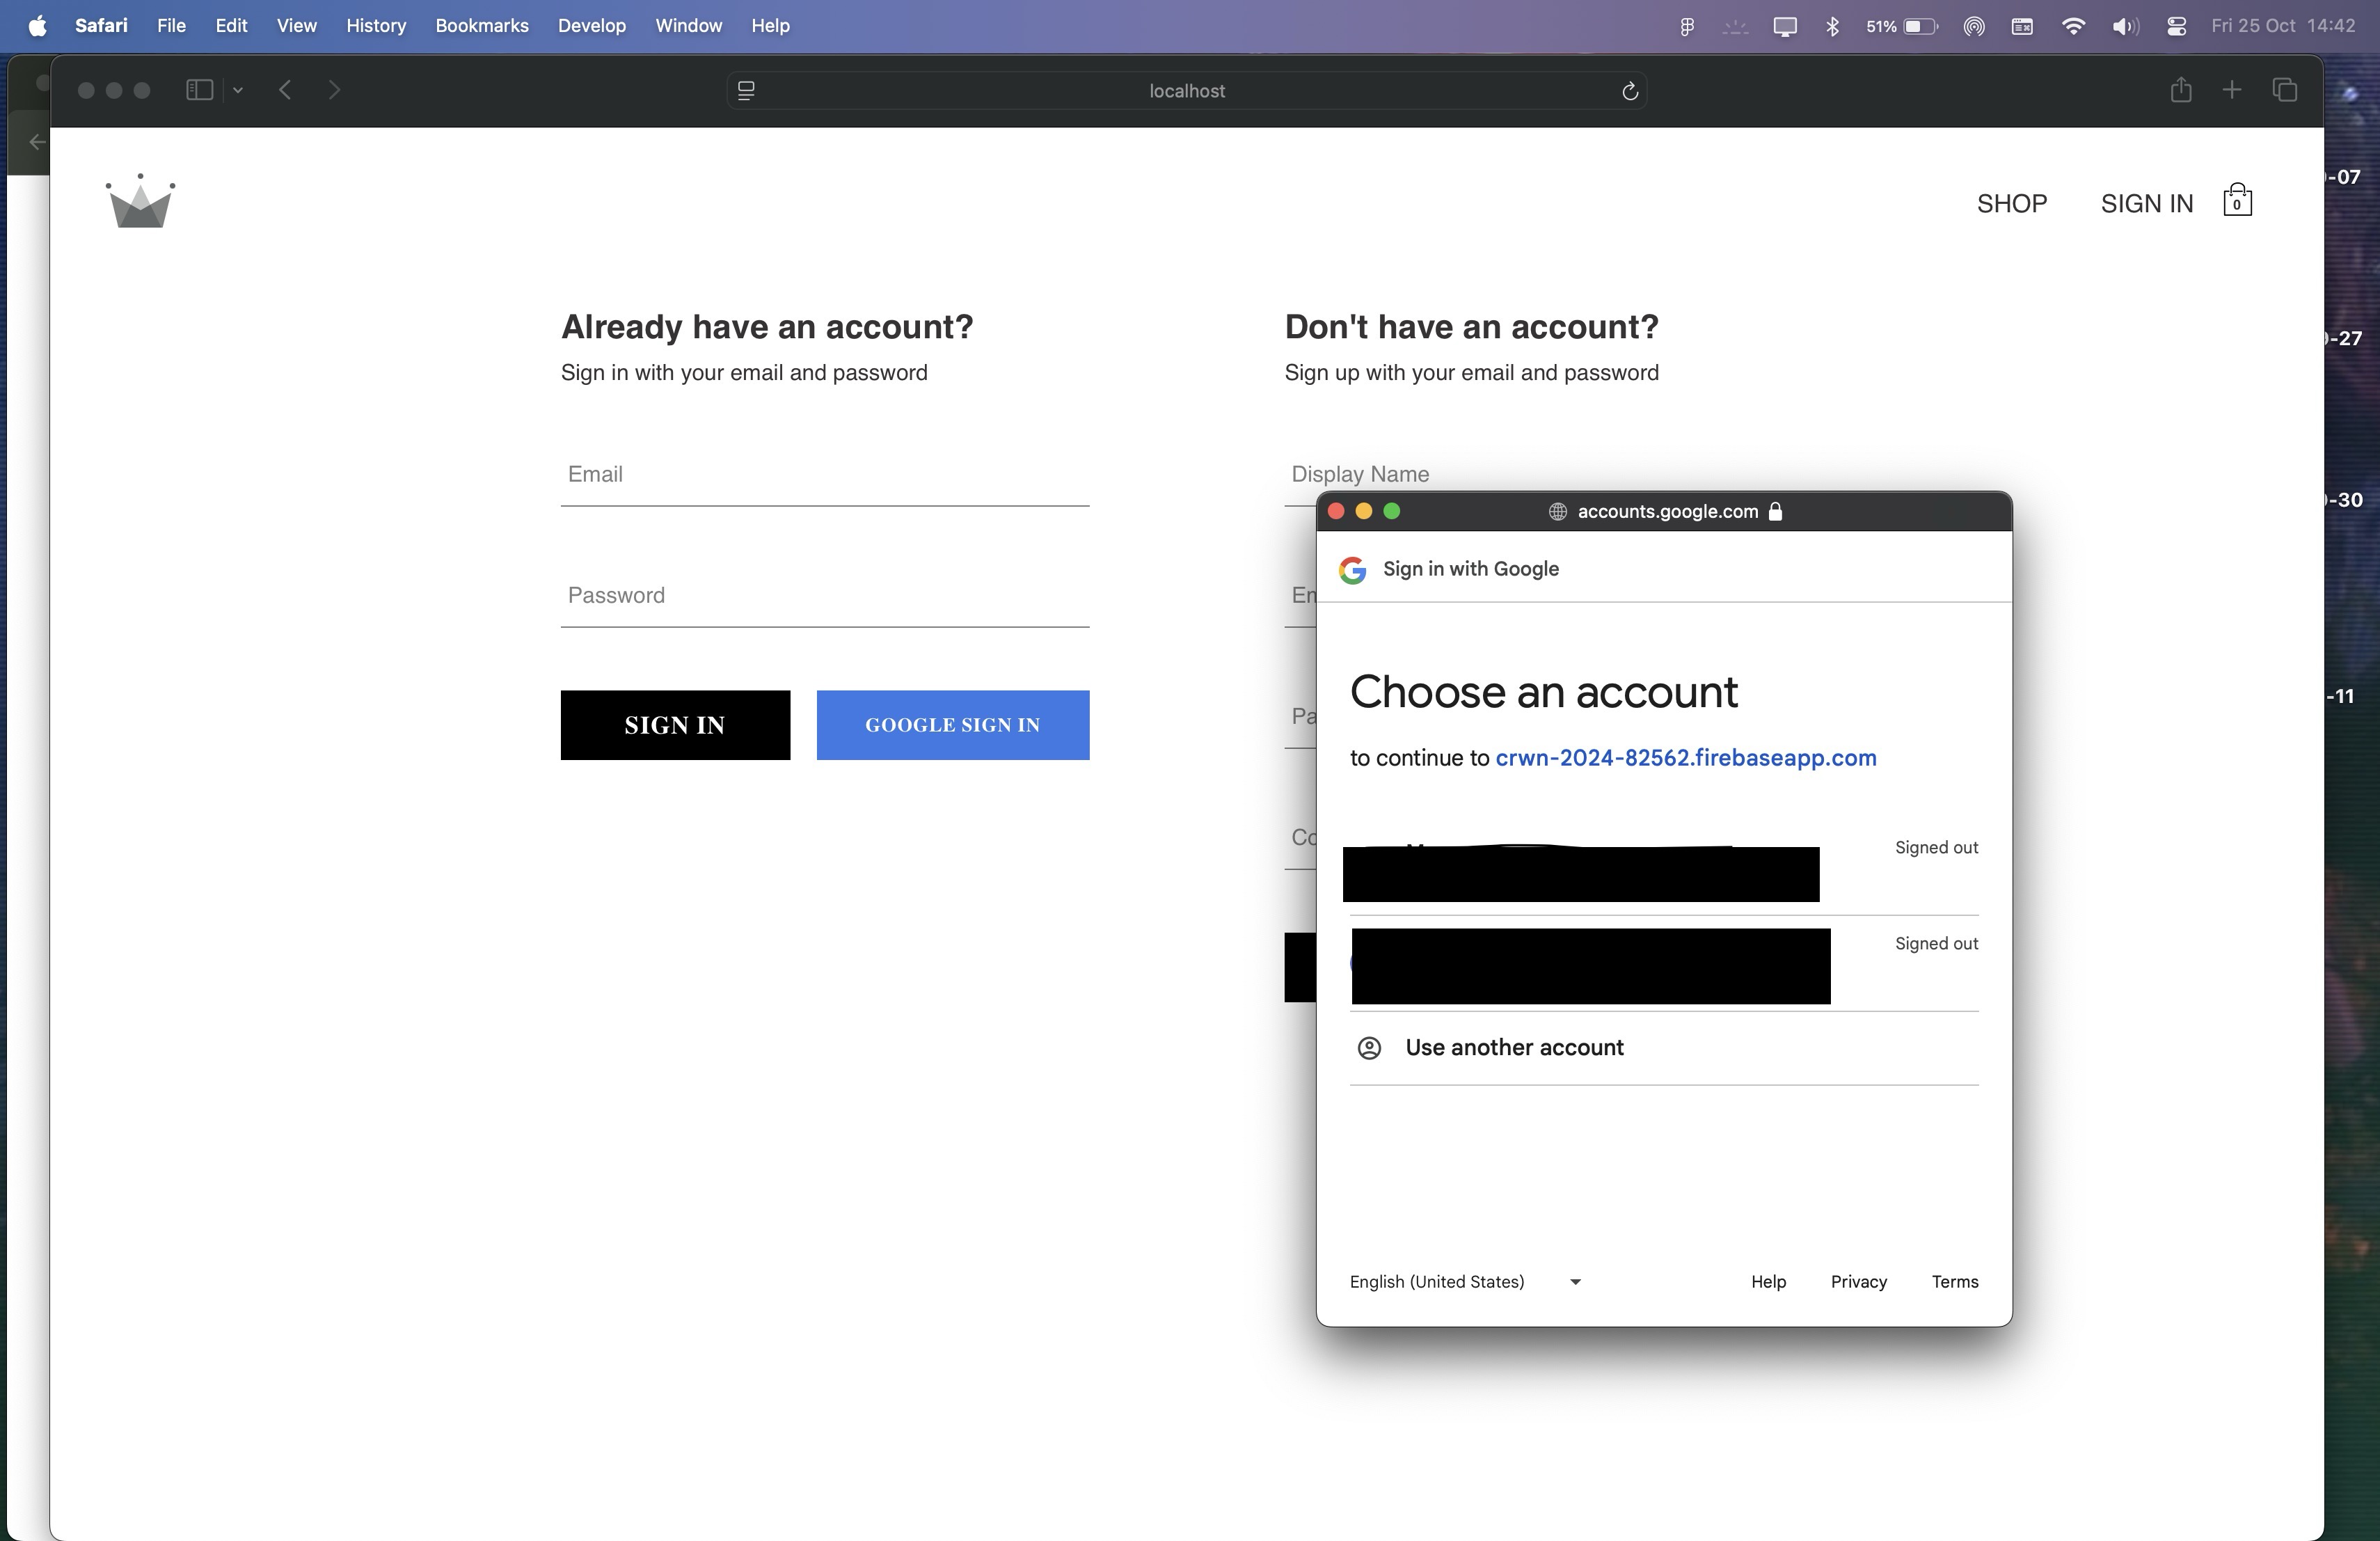 Safari File Edit View History Bookmarks Develop Window Help 51% Fri 25 Oct 14:42
localhost
SHOP SIGN IN 0
-07
-27
-30
-11
Already have an account?
Sign in with your email and password
Email
Password
SIGN IN GOOGLE SIGN IN
Don't have an account?
Sign up with your email and password
Display Name
accounts.google.com
Sign in with Google
Choose an account
to continue to crwn-2024-82562.firebaseapp.com
Signed out
Signed out
Use another account
English (United States) Help Privacy Terms